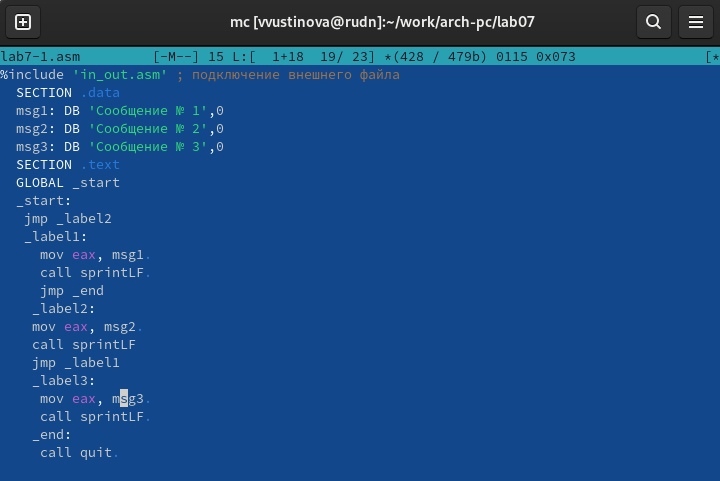 mc [vvustinova@rudn]:~/work/arch-pc/lab07
lab7-1.asm [-M--] 15 L:[ 1+18 19/ 23] *(428 / 479b) 0115 0x073 [*
%include 'in_out.asm' ; подключение внешнего файла
SECTION .data
msg1: DB 'Сообщение № 1',0
msg2: DB 'Сообщение № 2',0
msg3: DB 'Сообщение № 3',0
SECTION .text
GLOBAL _start
_start:
jmp _label2
_label1:
mov eax, msg1.
call sprintLF.
jmp _end
_label2:
mov eax, msg2.
call sprintLF
jmp _label1
_label3:
mov eax, msg3.
call sprintLF.
_end:
call quit.